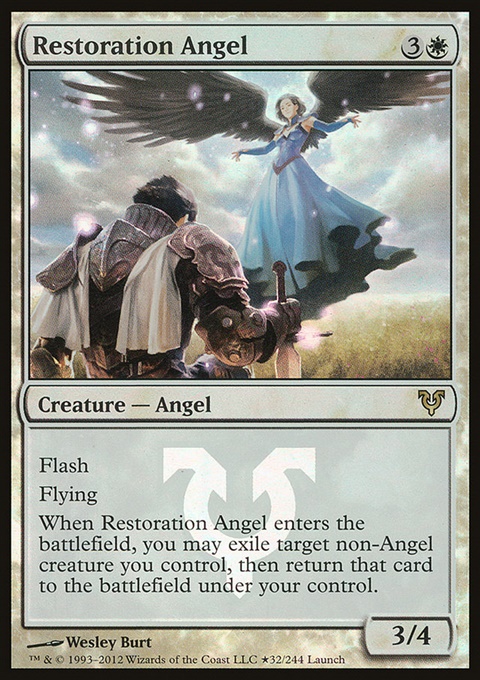 Restoration Angel 3
Creature — Angel
Flash
Flying
When Restoration Angel enters the
battlefield, you may exile target non-Angel
creature you control, then return that card
to the battlefield under your control.
Wesley Burt
3/4
™ & © 1993–2012 Wizards of the Coast LLC ★32/244 Launch